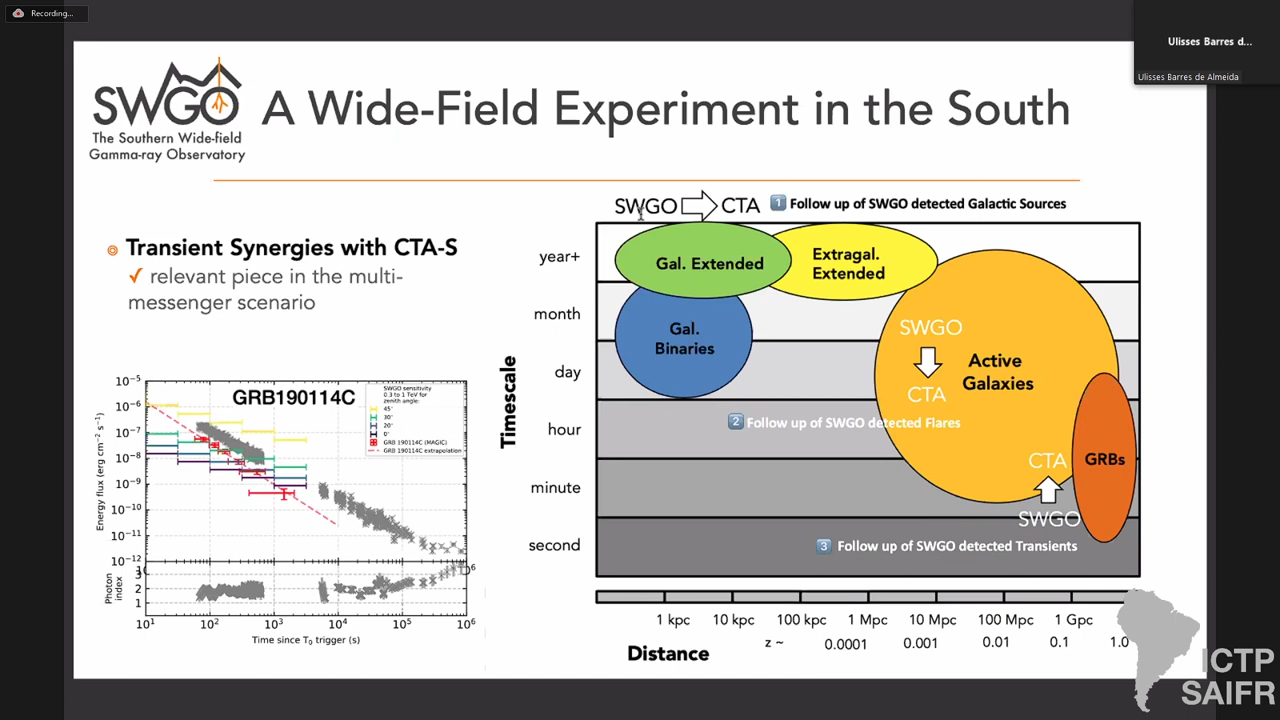 Recording...
Ulisses Barres d...
Ulisses Barres de Almeida
SWGO
The Southern Wide-field
Gamma-ray Observatory
A Wide-Field Experiment in the South
Transient Synergies with CTA-S
✓ relevant piece in the multi-
messenger scenario
GRB190114C
SWGO sensitivity
0.3 to 1 TeV for
zenith angle:
45°
30°
20°
0°
GRB 190114C (MAGIC)
GRB 190114C extrapolation
Energy flux (erg cm⁻² s⁻¹)
10⁻⁵
10⁻⁶
10⁻⁷
10⁻⁸
10⁻⁹
10⁻¹⁰
10⁻¹¹
10⁻¹²
Photon
index
3
2
1
10¹ 10² 10³ 10⁴ 10⁵ 10⁶
Time since T₀ trigger (s)
SWGO CTA
1 Follow up of SWGO detected Galactic Sources
Timescale
year+
month
day
hour
minute
second
Gal. Extended
Extragal.
Extended
Gal.
Binaries
SWGO
CTA
Active
Galaxies
2 Follow up of SWGO detected Flares
CTA
SWGO
GRBs
3 Follow up of SWGO detected Transients
1 kpc 10 kpc 100 kpc 1 Mpc 10 Mpc 100 Mpc 1 Gpc
z ~ 0.0001 0.001 0.01 0.1 1.0
Distance
ICTP
SAIFR